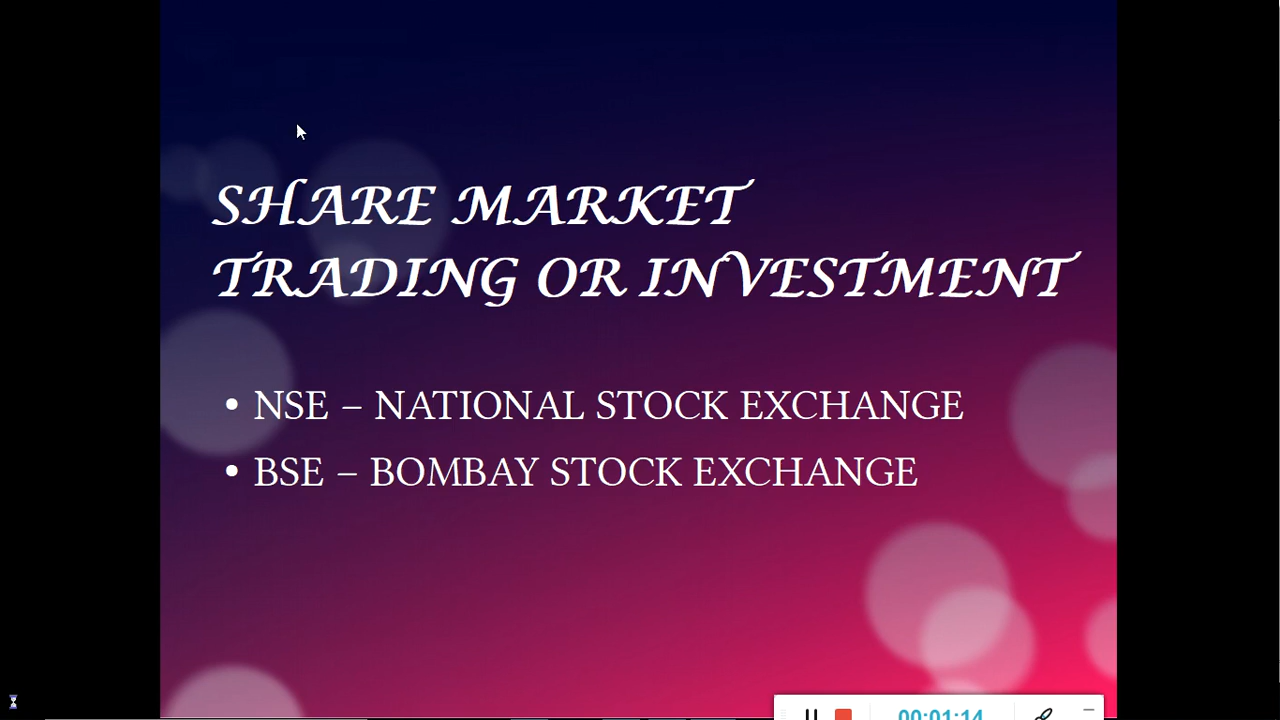 SHARE MARKET
TRADING OR INVESTMENT
• NSE – NATIONAL STOCK EXCHANGE
• BSE – BOMBAY STOCK EXCHANGE
00:01:14